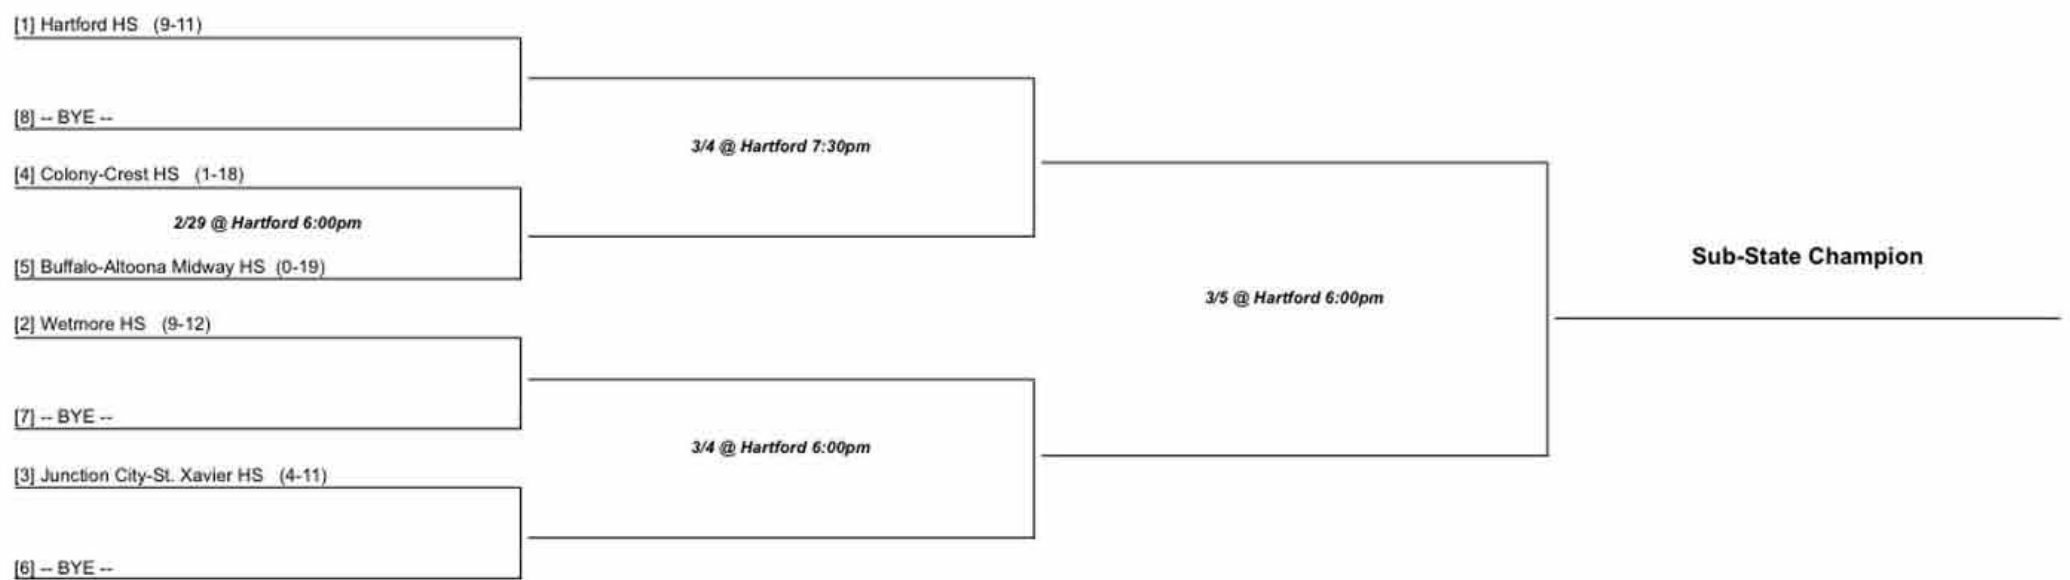 [1] Hartford HS (9-11)
[8] -- BYE --
3/4 @ Hartford 7:30pm
[4] Colony-Crest HS (1-18)
2/29 @ Hartford 6:00pm
[5] Buffalo-Altoona Midway HS (0-19)
Sub-State Champion
3/5 @ Hartford 6:00pm
[2] Wetmore HS (9-12)
[7] -- BYE --
3/4 @ Hartford 6:00pm
[3] Junction City-St. Xavier HS (4-11)
[6] -- BYE --